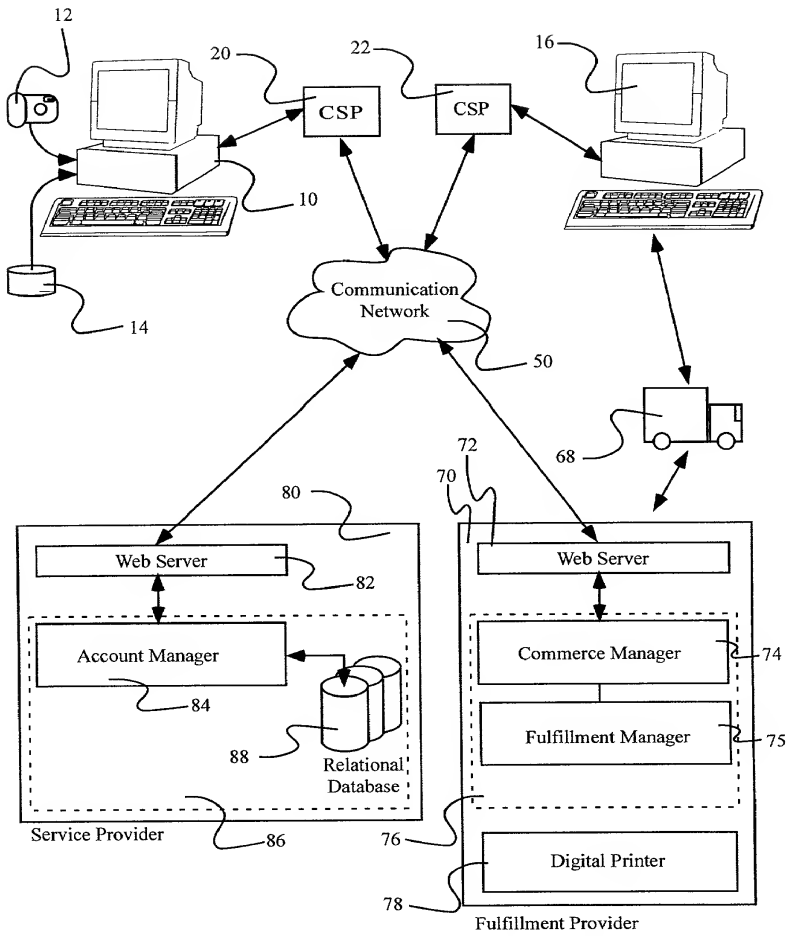 12
20
22
16
CSP
CSP
10
14
Communication
Network
50
68
72
70
80
Web Server
82
Web Server
Account Manager
84
88
Relational
Database
86
Service Provider
Commerce Manager
74
Fulfillment Manager
75
76
Digital Printer
78
Fulfillment Provider